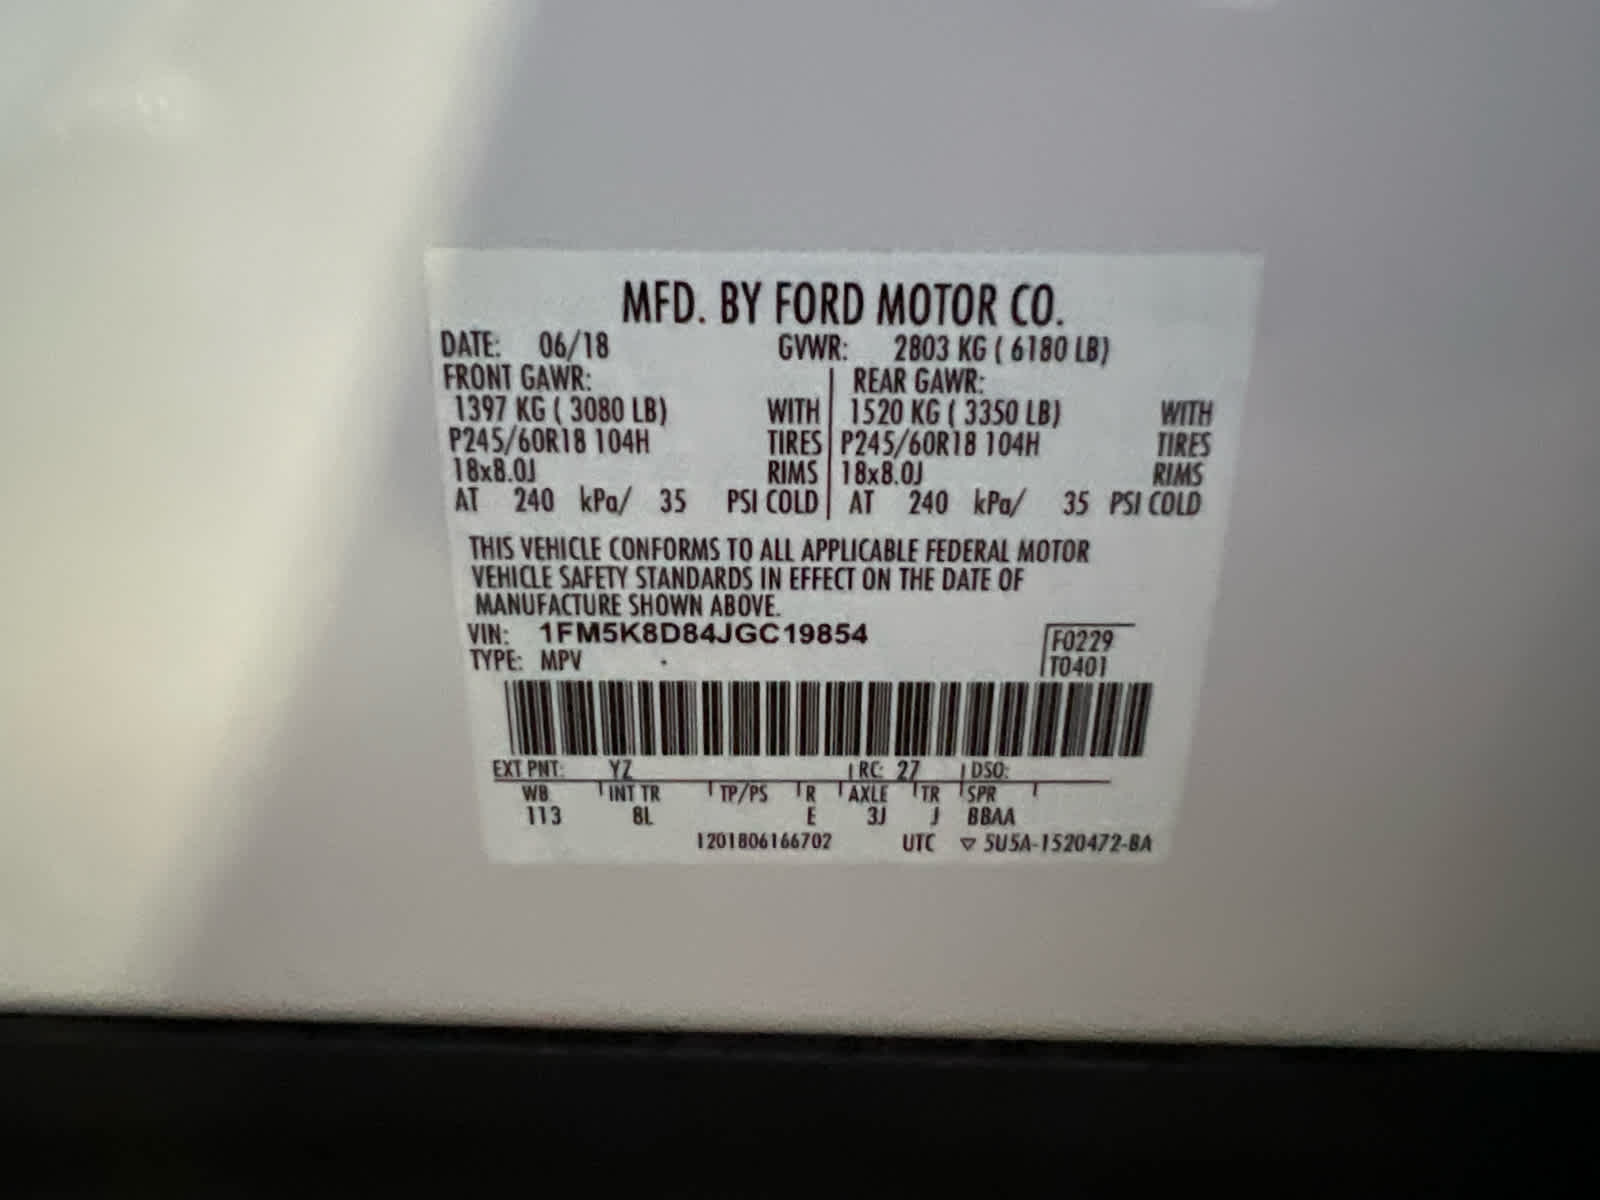 MFD. BY FORD MOTOR CO.
DATE: 06/18 GVWR: 2803 KG ( 6180 LB)
FRONT GAWR: REAR GAWR:
1397 KG ( 3080 LB) WITH 1520 KG ( 3350 LB) WITH
P245/60R18 104H TIRES P245/60R18 104H TIRES
18x8.0J RIMS 18x8.0J RIMS
AT 240 kPa/ 35 PSI COLD AT 240 kPa/ 35 PSI COLD
THIS VEHICLE CONFORMS TO ALL APPLICABLE FEDERAL MOTOR
VEHICLE SAFETY STANDARDS IN EFFECT ON THE DATE OF
MANUFACTURE SHOWN ABOVE.
VIN: 1FM5K8D84JGC19854 F0229
TYPE: MPV T0401
EXT PNT: YZ RC: 27 DSO:
WB INT TR TP/PS R AXLE TR SPR
113 8L E 3J J BBAA
1201806166702 UTC ▽ 5U5A-1520472-BA